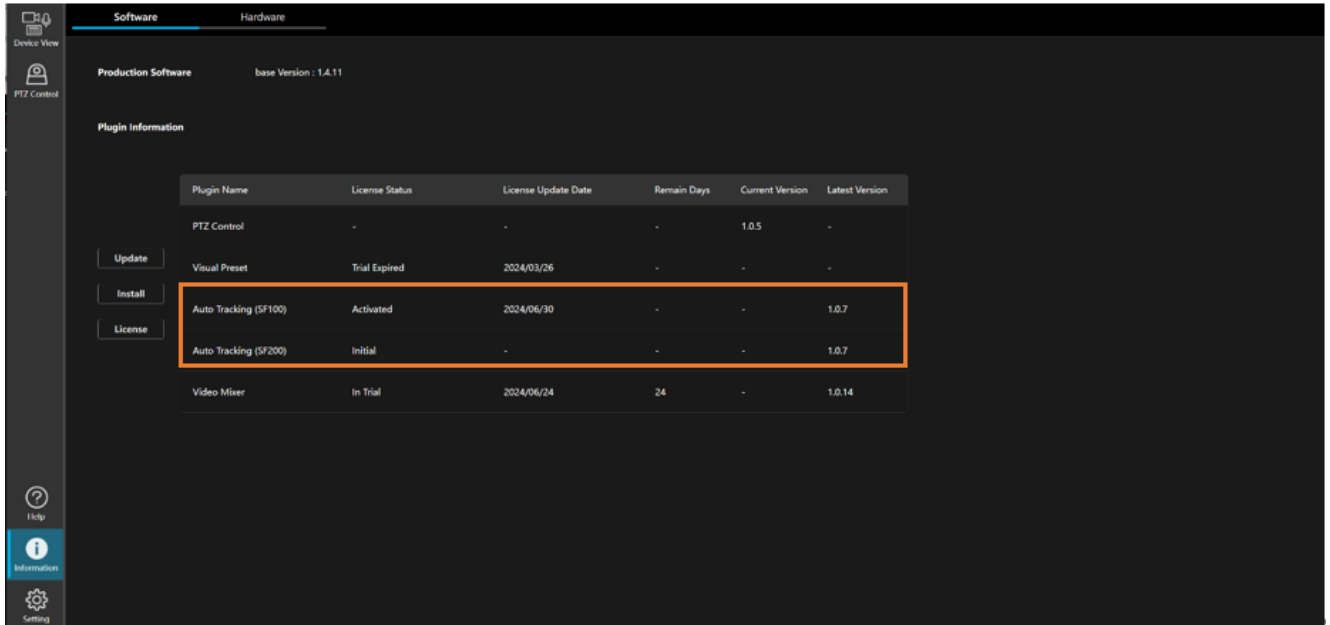 Software Hardware
Device View
PTZ Control
Production Software base Version : 1.4.11
Plugin Information
Plugin Name License Status License Update Date Remain Days Current Version Latest Version
PTZ Control - - - 1.0.5 -
Update
Visual Preset Trial Expired 2024/03/26 - - -
Install
Auto Tracking (SF100) Activated 2024/06/30 - - 1.0.7
License
Auto Tracking (SF200) Initial - - - 1.0.7
Video Mixer In Trial 2024/06/24 24 - 1.0.14
Help
Information
Setting